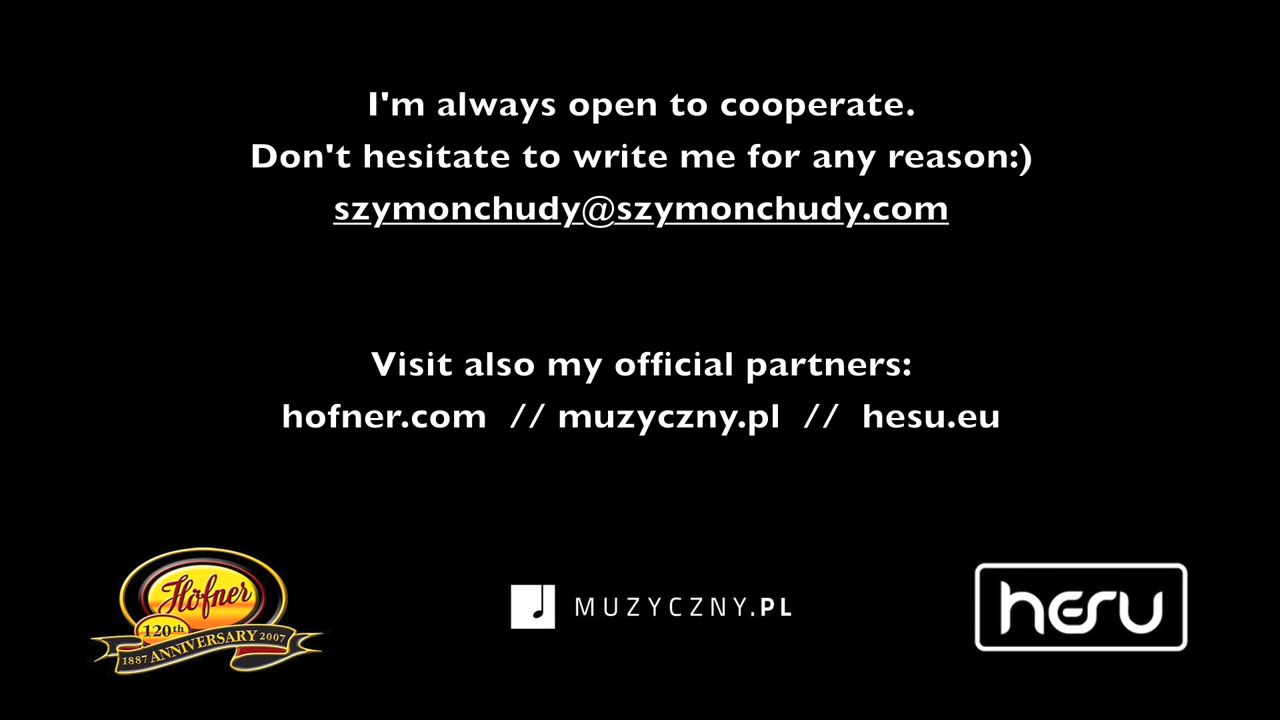 I'm always open to cooperate.
Don't hesitate to write me for any reason:)
szymonchudy@szymonchudy.com
Visit also my official partners:
hofner.com // muzyczny.pl // hesu.eu
Höfner
120th
1887 ANNIVERSARY 2007
MUZYCZNY.PL
hesu